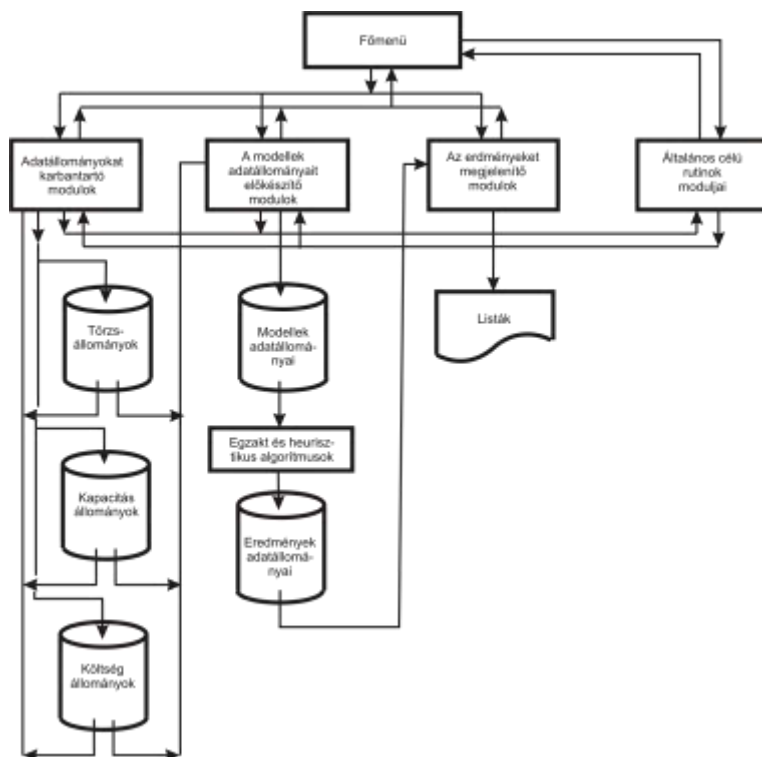 Főmenü
Adatállományokat
karbantartó
modulok
A modellek
adatállományait
előkészítő
modulok
Az erdményeket
megjelenítő
modulok
Általános célú
rutinok
moduljai
Törzs-
állományok
Modellek
adatállomá-
nyai
Listák
Egzakt és heurisz-
tikus algoritmusok
Kapacitás
állományok
Eredmények
adatállomá-
nyai
Költség
állományok